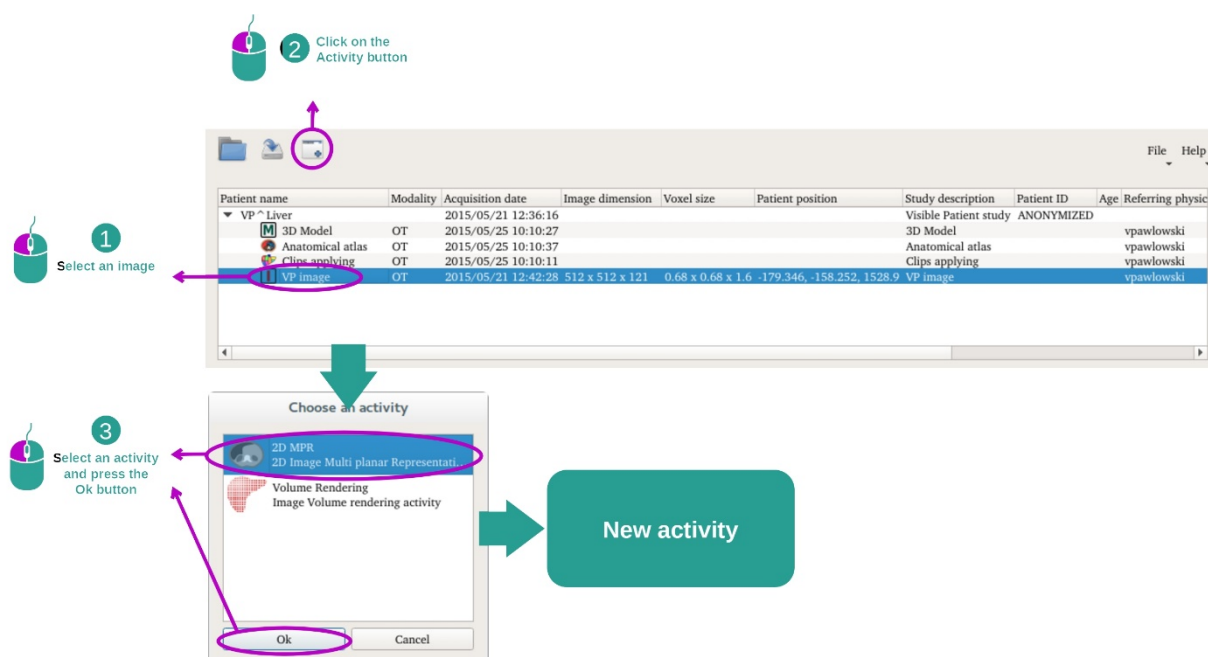 2 Click on the
Activity button
File Help
Patient name Modality Acquisition date Image dimension Voxel size Patient position Study description Patient ID Age Referring physic
VP^Liver 2015/05/21 12:36:16 Visible Patient study ANONYMIZED
M 3D Model OT 2015/05/25 10:10:27 3D Model vpawlowski
Anatomical atlas OT 2015/05/25 10:10:37 Anatomical atlas vpawlowski
Clips applying OT 2015/05/25 10:10:11 Clips applying vpawlowski
I VP image OT 2015/05/21 12:42:28 512 x 512 x 121 0.68 x 0.68 x 1.6 -179.346, -158.252, 1528.9 VP image vpawlowski
1
Select an image
Choose an activity
2D MPR
2D Image Multi planar Representati...
Volume Rendering
Image Volume rendering activity
Ok Cancel
3
Select an activity
and press the
Ok button
New activity